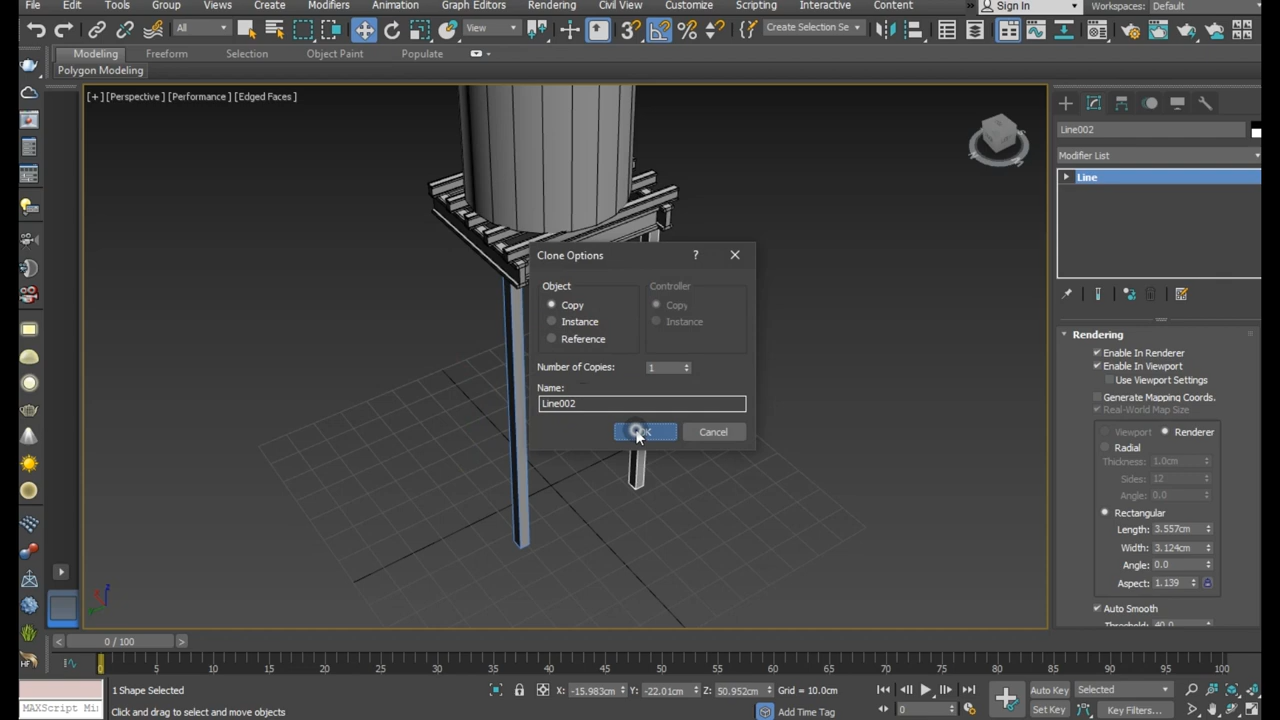 File Edit Tools Group Views Create Modifiers Animation Graph Editors Rendering Civil View Customize Scripting Interactive Content Sign In Workspaces: Default
All View Create Selection Se
Modeling Freeform Selection Object Paint Populate
Polygon Modeling
[+] [Perspective] [Performance] [Edged Faces]
Line002
Modifier List
Line
Clone Options ?
Object Controller
Copy Copy
Instance Instance
Reference
Number of Copies: 1
Name:
Line002
OK Cancel
Rendering
Enable In Renderer
Enable In Viewport
Use Viewport Settings
Generate Mapping Coords.
Real-World Map Size
Viewport Renderer
Radial
Thickness: 1.0cm
Sides: 12
Angle: 0.0
Rectangular
Length: 3.557cm
Width: 3.124cm
Angle: 0.0
Aspect: 1.139
Auto Smooth
Threshold: 40.0
< 0 / 100 >
0 5 10 15 20 25 30 35 40 45 50 55 60 65 70 75 80 85 90 95 100
1 Shape Selected X: -15.983cm Y: -22.01cm Z: 50.952cm Grid = 10.0cm Auto Key Selected
MAXScript Mi Click and drag to select and move objects Add Time Tag 0 Set Key Key Filters...